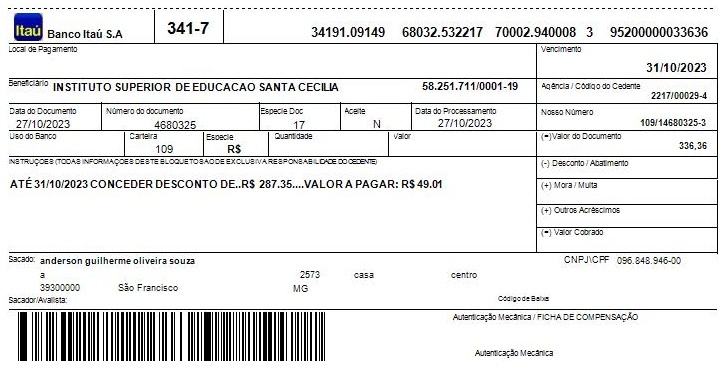 Itaú Banco Itaú S.A 341-7 34191.09149 68032.532217 70002.940008 3 95200000033636
Local de Pagamento Vencimento
31/10/2023
Beneficiário INSTITUTO SUPERIOR DE EDUCACAO SANTA CECILIA 58.251.711/0001-19 Agência / Código do Cedente
2217/00029-4
Data do Documento Número do documento Especie Doc Aceite Data do Processamento Nosso Número
27/10/2023 4680325 17 N 27/10/2023 109/14680325-3
Uso do Banco Carteira Especie Quantidade Valor (=)Valor do Documento
109 R$ 336,36
INSTRUÇÕES (TODAS INFORMAÇOES DESTE BLOQUETO SAO DE EXCLUSIVA RESPONSABILIDADE DO CEDENTE) (-) Desconto / Abatimento
ATÉ 31/10/2023 CONCEDER DESCONTO DE..R$ 287.35....VALOR A PAGAR: R$ 49.01 (+) Mora / Multa
(+) Outros Acréscimos
(=) Valor Cobrado
Sacado: anderson guilherme oliveira souza CNPJ\CPF 096.848.946-00
a 2573 casa centro
39300000 São Francisco MG
Sacador/Avalista: Código de Baixa
Autenticação Mecânica / FICHA DE COMPENSAÇÃO
Autenticação Mecânica